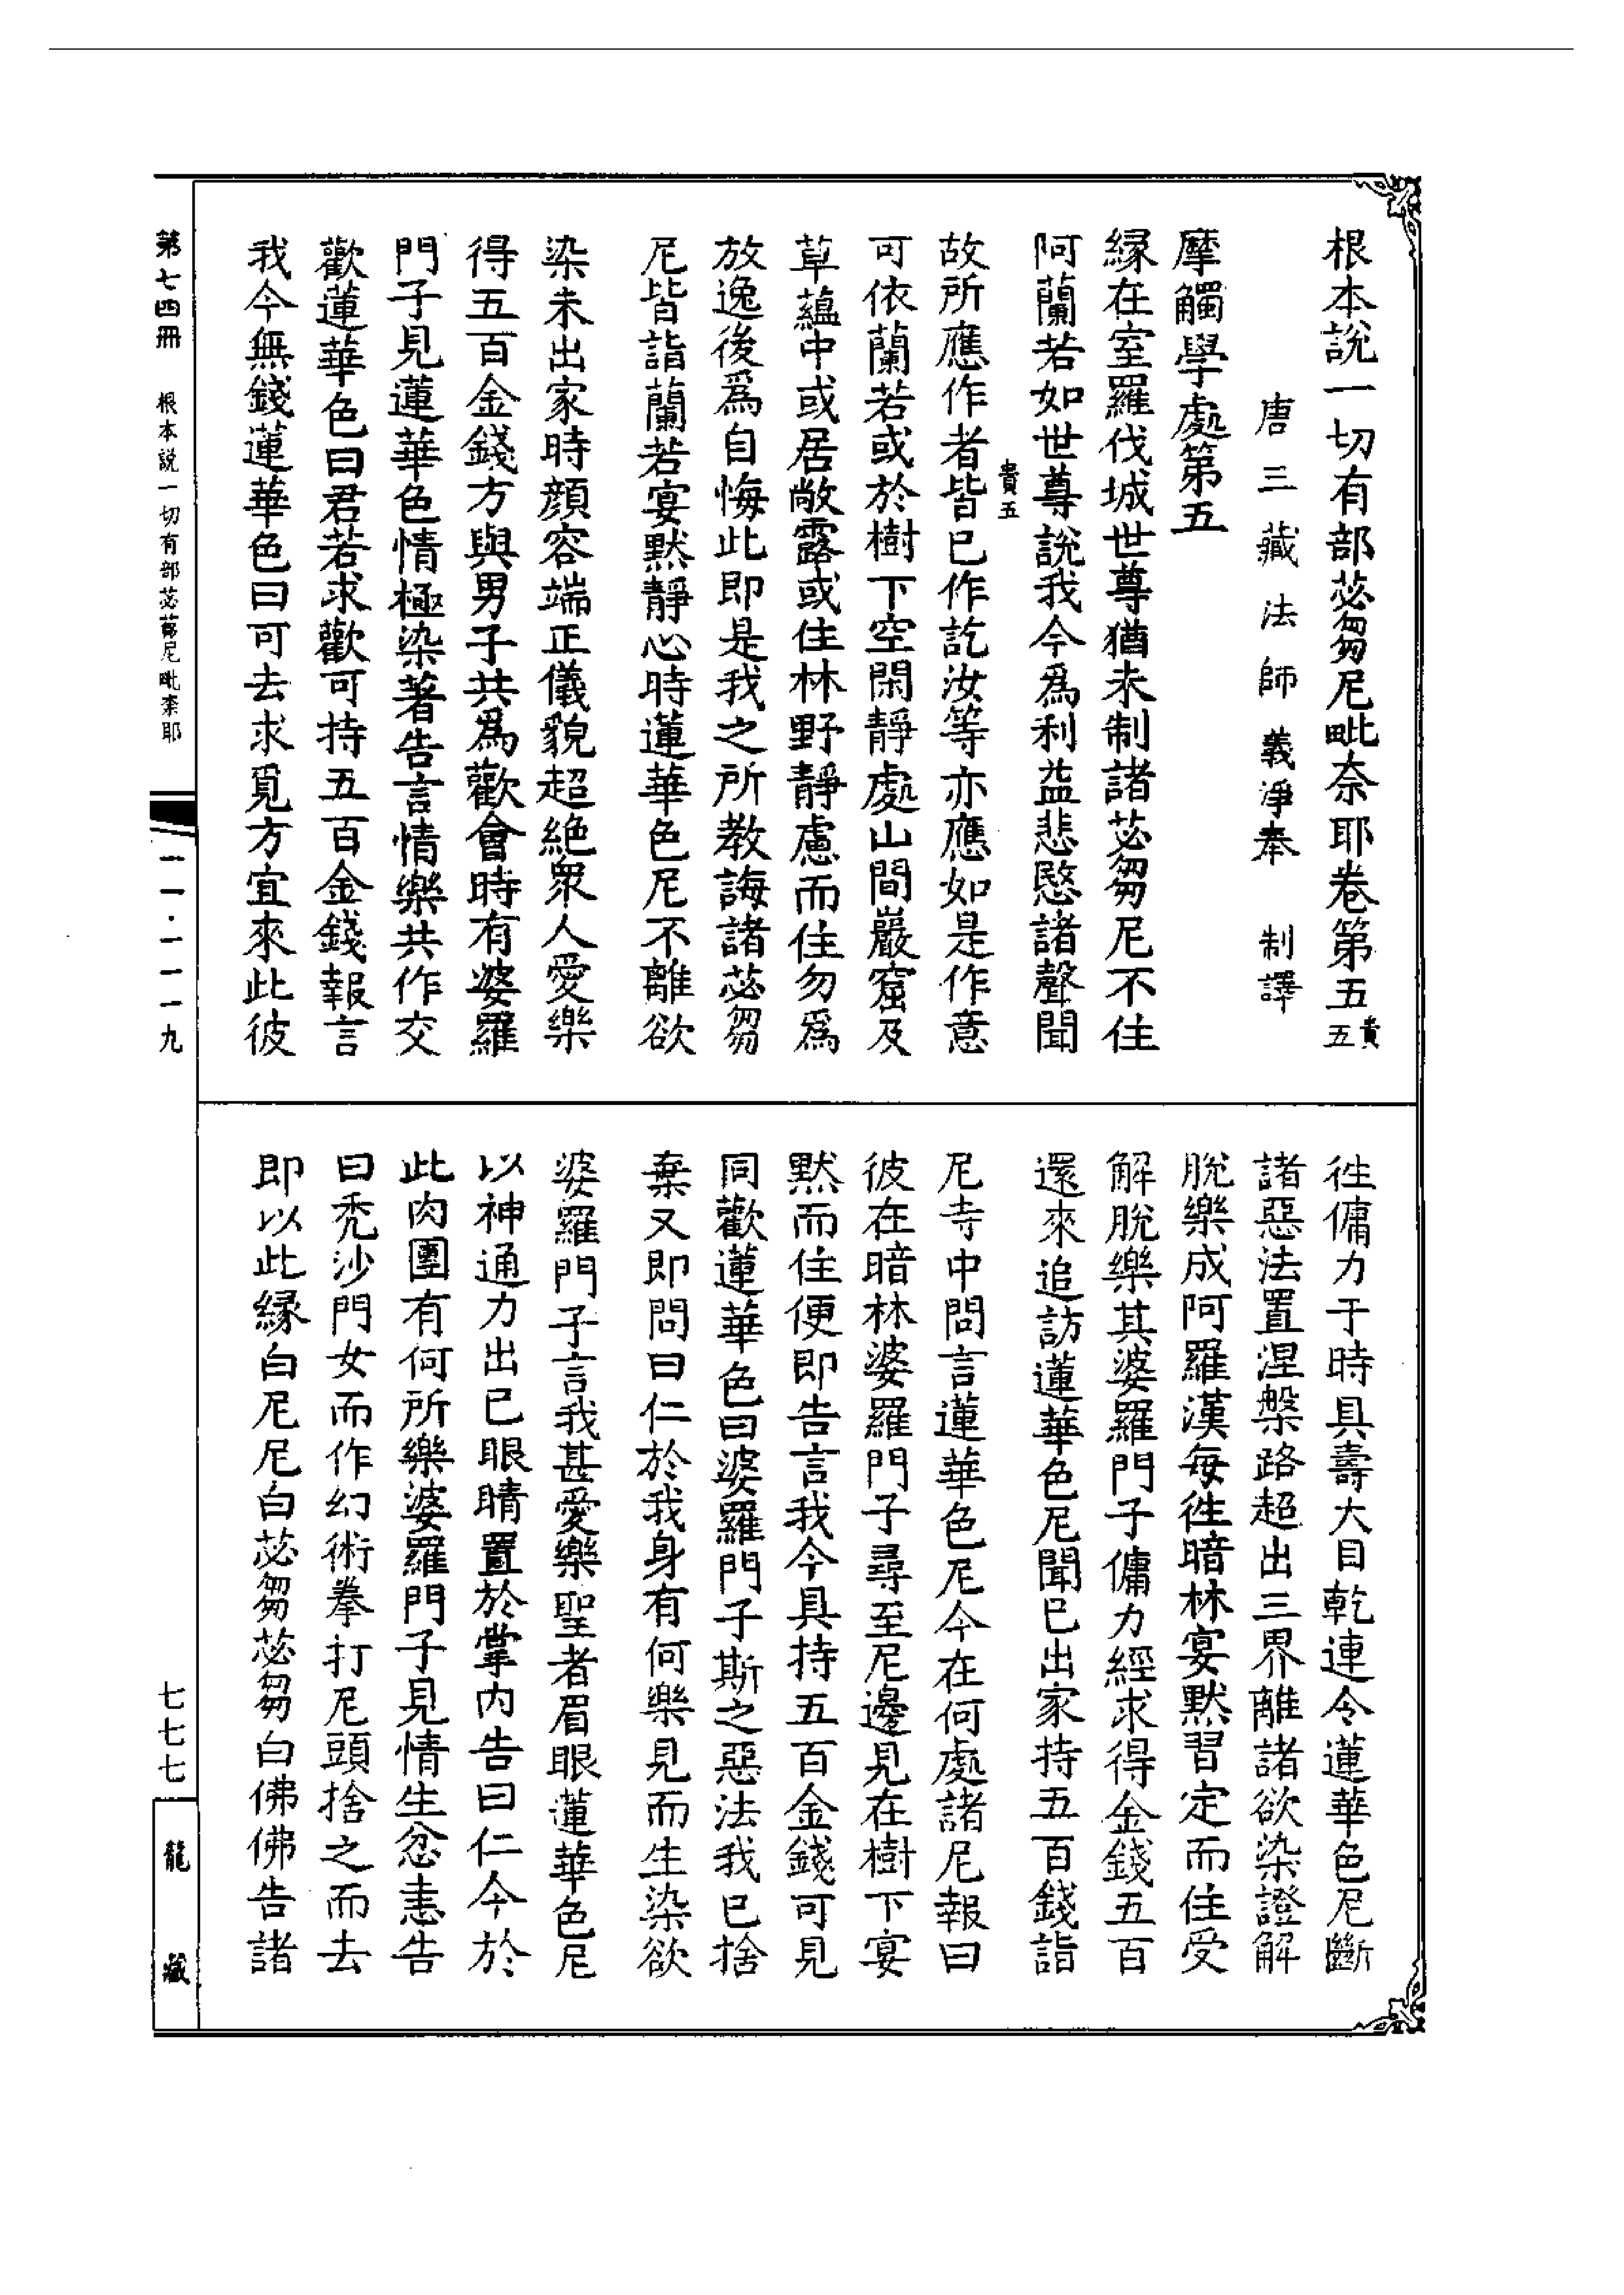 根本說一切有部苾芻尼毗奈耶卷第五 貴五
唐三藏法師義淨奉 制譯
摩觸學處第五
緣在室羅伐城世尊猶未制諸苾芻尼不住
阿蘭若如世尊說我今爲利益悲愍諸聲聞
貴五
故所應作者皆已作訖汝等亦應如是作意
可依蘭若或於樹下空閑靜處山間巖窟及
草蘊中或居敞露或住林野靜慮而住勿爲
放逸後爲自悔此即是我之所教誨諸苾芻
尼皆詣蘭若宴默靜心時蓮華色尼不離欲
染未出家時顏容端正儀貌超絕衆人愛樂
得五百金錢方與男子共爲歡會時有婆羅
門子見蓮華色情極染著告言情樂共作交
歡蓮華色曰君若求歡可持五百金錢報言
我今無錢蓮華色曰可去求覓方宜來此彼
往傭力于時具壽大目乾連令蓮華色尼斷
諸惡法置涅槃路超出三界離諸欲染證解
脫樂成阿羅漢每往暗林宴默習定而住受
解脫樂其婆羅門子傭力經求得金錢五百
還來追訪蓮華色尼聞已出家持五百錢詣
尼寺中問言蓮華色尼今在何處諸尼報曰
彼在暗林婆羅門子尋至尼邊見在樹下宴
默而住便即告言我今具持五百金錢可見
同歡蓮華色曰婆羅門子斯之惡法我已捨
棄又即問曰仁於我身有何樂見而生染欲
婆羅門子言我甚愛樂聖者眉眼蓮華色尼
以神通力出已眼睛置於掌內告曰仁今於
此肉團有何所樂婆羅門子見情生忿恚告
曰禿沙門女而作幻術拳打尼頭捨之而去
即以此緣白尼尼白苾芻苾芻白佛佛告諸
第七四冊 根本說一切有部苾芻尼毗奈耶
一一·一一一九
七七七
龍藏